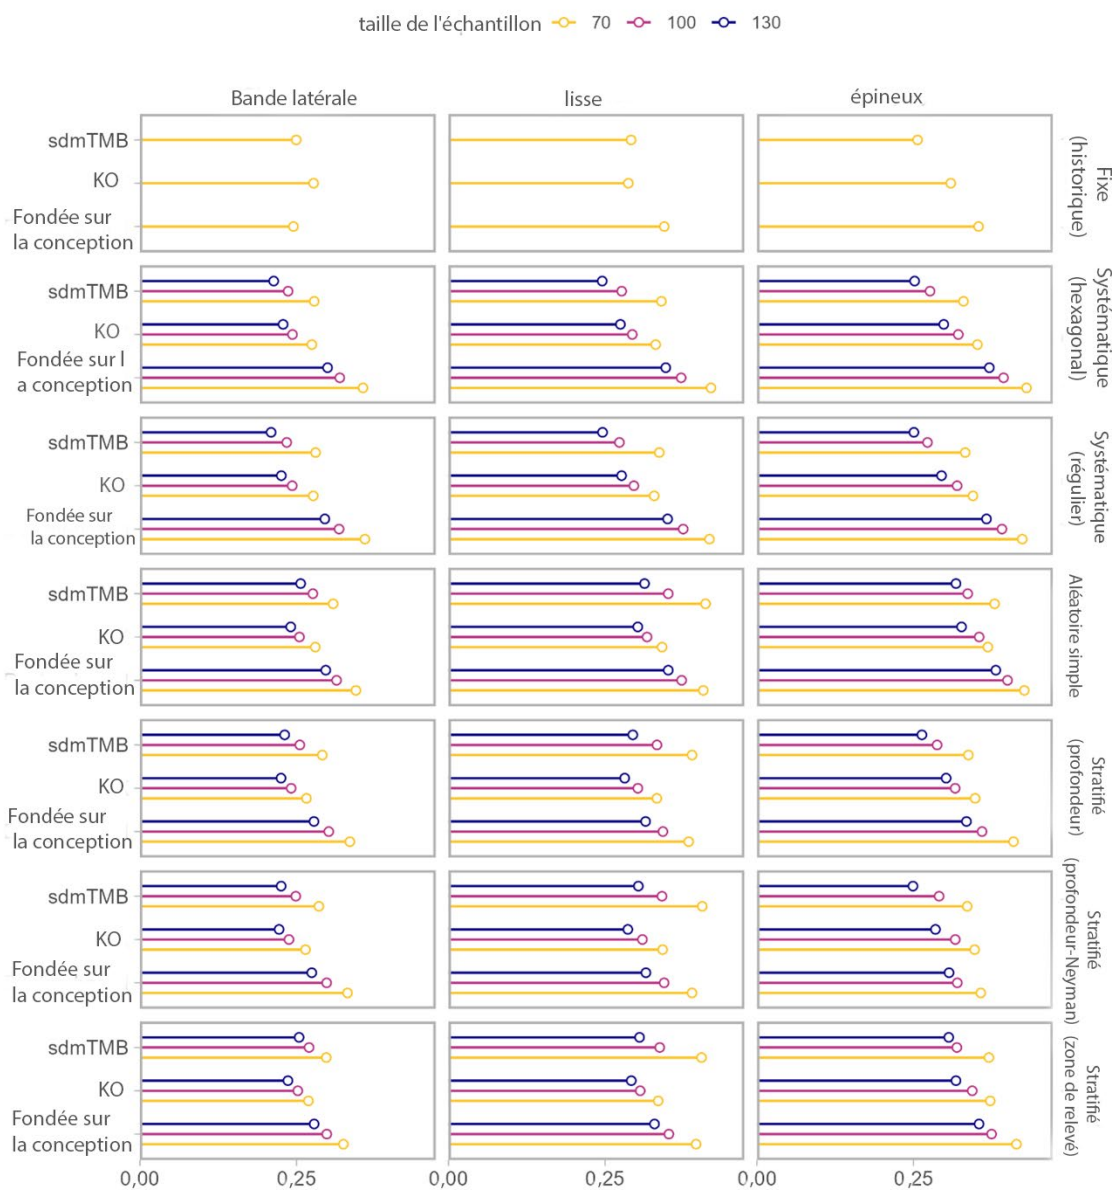 taille de l'échantillon 70 100 130
Bande latérale lisse épineux
sdmTMB
KO
Fondée sur
la conception
Fixe
(historique)
sdmTMB
KO
Fondée sur l
a conception
Systématique
(hexagonal)
sdmTMB
KO
Fondée sur
la conception
Systématique
(régulier)
sdmTMB
KO
Fondée sur
la conception
Aléatoire simple
sdmTMB
KO
Fondée sur
la conception
Stratifié
(profondeur)
sdmTMB
KO
Fondée sur
la conception
Stratifié
(profondeur-Neyman)
sdmTMB
KO
Fondée sur
la conception
Stratifié
(zone de relevé)
0,00 0,25 0,00 0,25 0,00 0,25